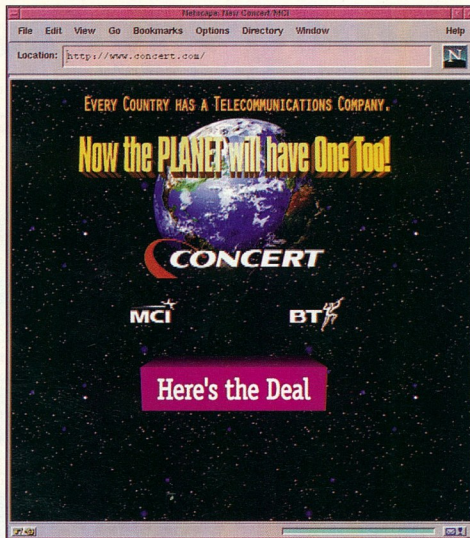 Netscape: New Concert/MCI
File Edit View Go Bookmarks Options Directory Window Help
Location: http://www.concert.com/
N
EVERY COUNTRY HAS A TELECOMMUNICATIONS COMPANY.
Now the PLANET will have One Too!
CONCERT
MCI
BT
Here's the Deal